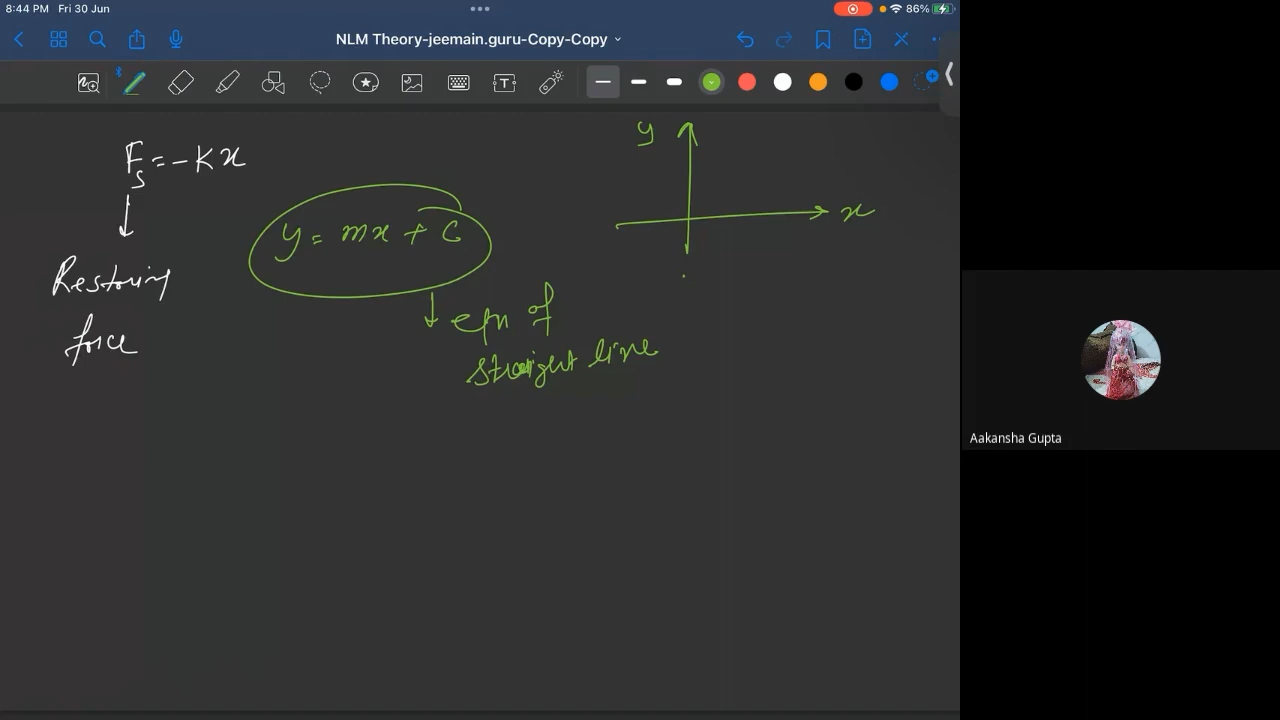 8:44 PM Fri 30 Jun
86%
NLM Theory-jeemain.guru-Copy-Copy
F_s = -Kx
Restoring
force
y = mx + C
eqn of
straight line
y
x
Aakansha Gupta